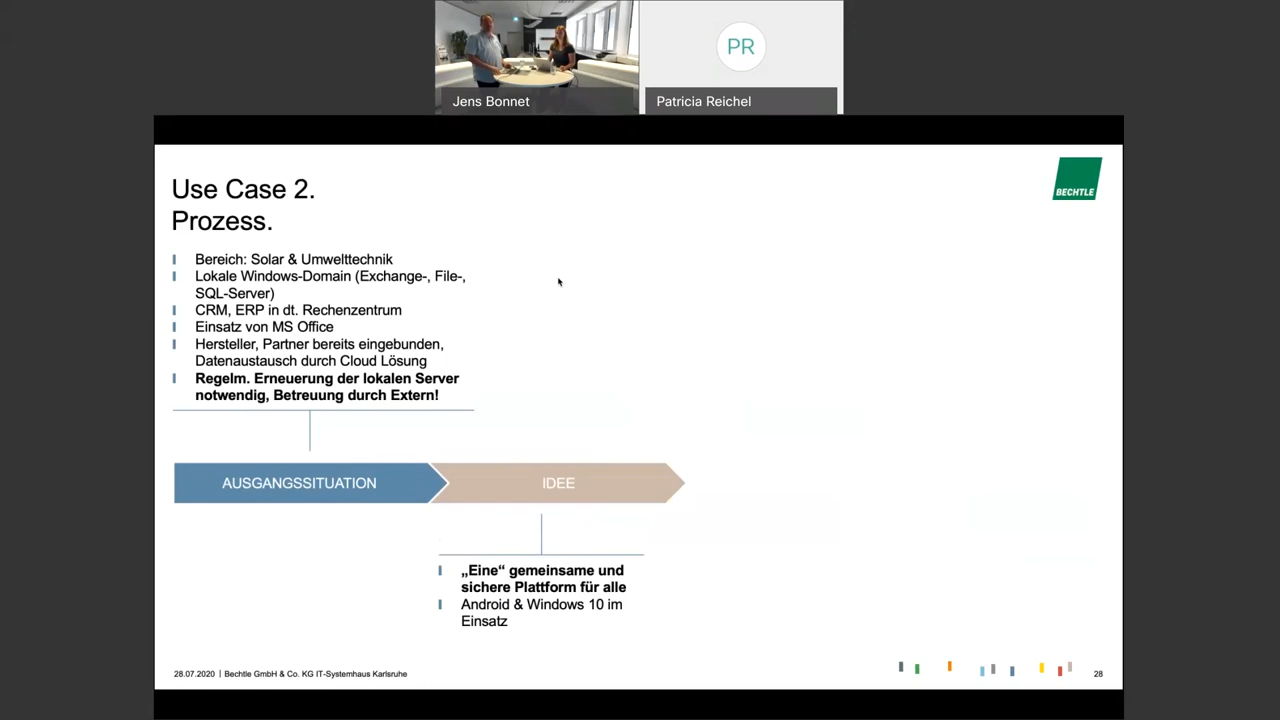 PR
Jens Bonnet
Patricia Reichel
BECHTLE
Use Case 2.
Prozess.
Bereich: Solar & Umwelttechnik
Lokale Windows-Domain (Exchange-, File-,
SQL-Server)
CRM, ERP in dt. Rechenzentrum
Einsatz von MS Office
Hersteller, Partner bereits eingebunden,
Datenaustausch durch Cloud Lösung
Regelm. Erneuerung der lokalen Server
notwendig, Betreuung durch Extern!
AUSGANGSSITUATION
IDEE
„Eine“ gemeinsame und
sichere Plattform für alle
Android & Windows 10 im
Einsatz
28.07.2020 | Bechtle GmbH & Co. KG IT-Systemhaus Karlsruhe
28